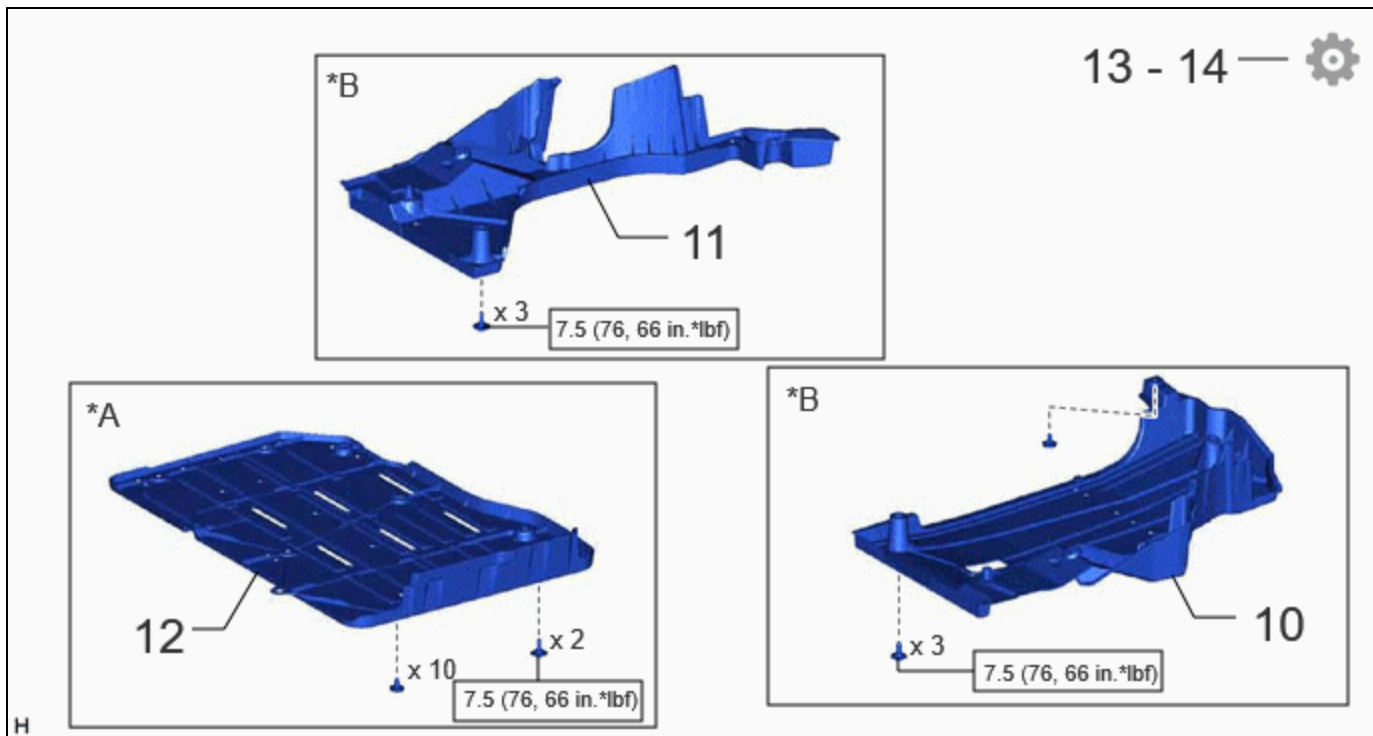 *B
13 - 14
11
x 3
7.5 (76, 66 in.*lbf)
*A
12
x 10
x 2
7.5 (76, 66 in.*lbf)
*B
10
x 3
7.5 (76, 66 in.*lbf)
H